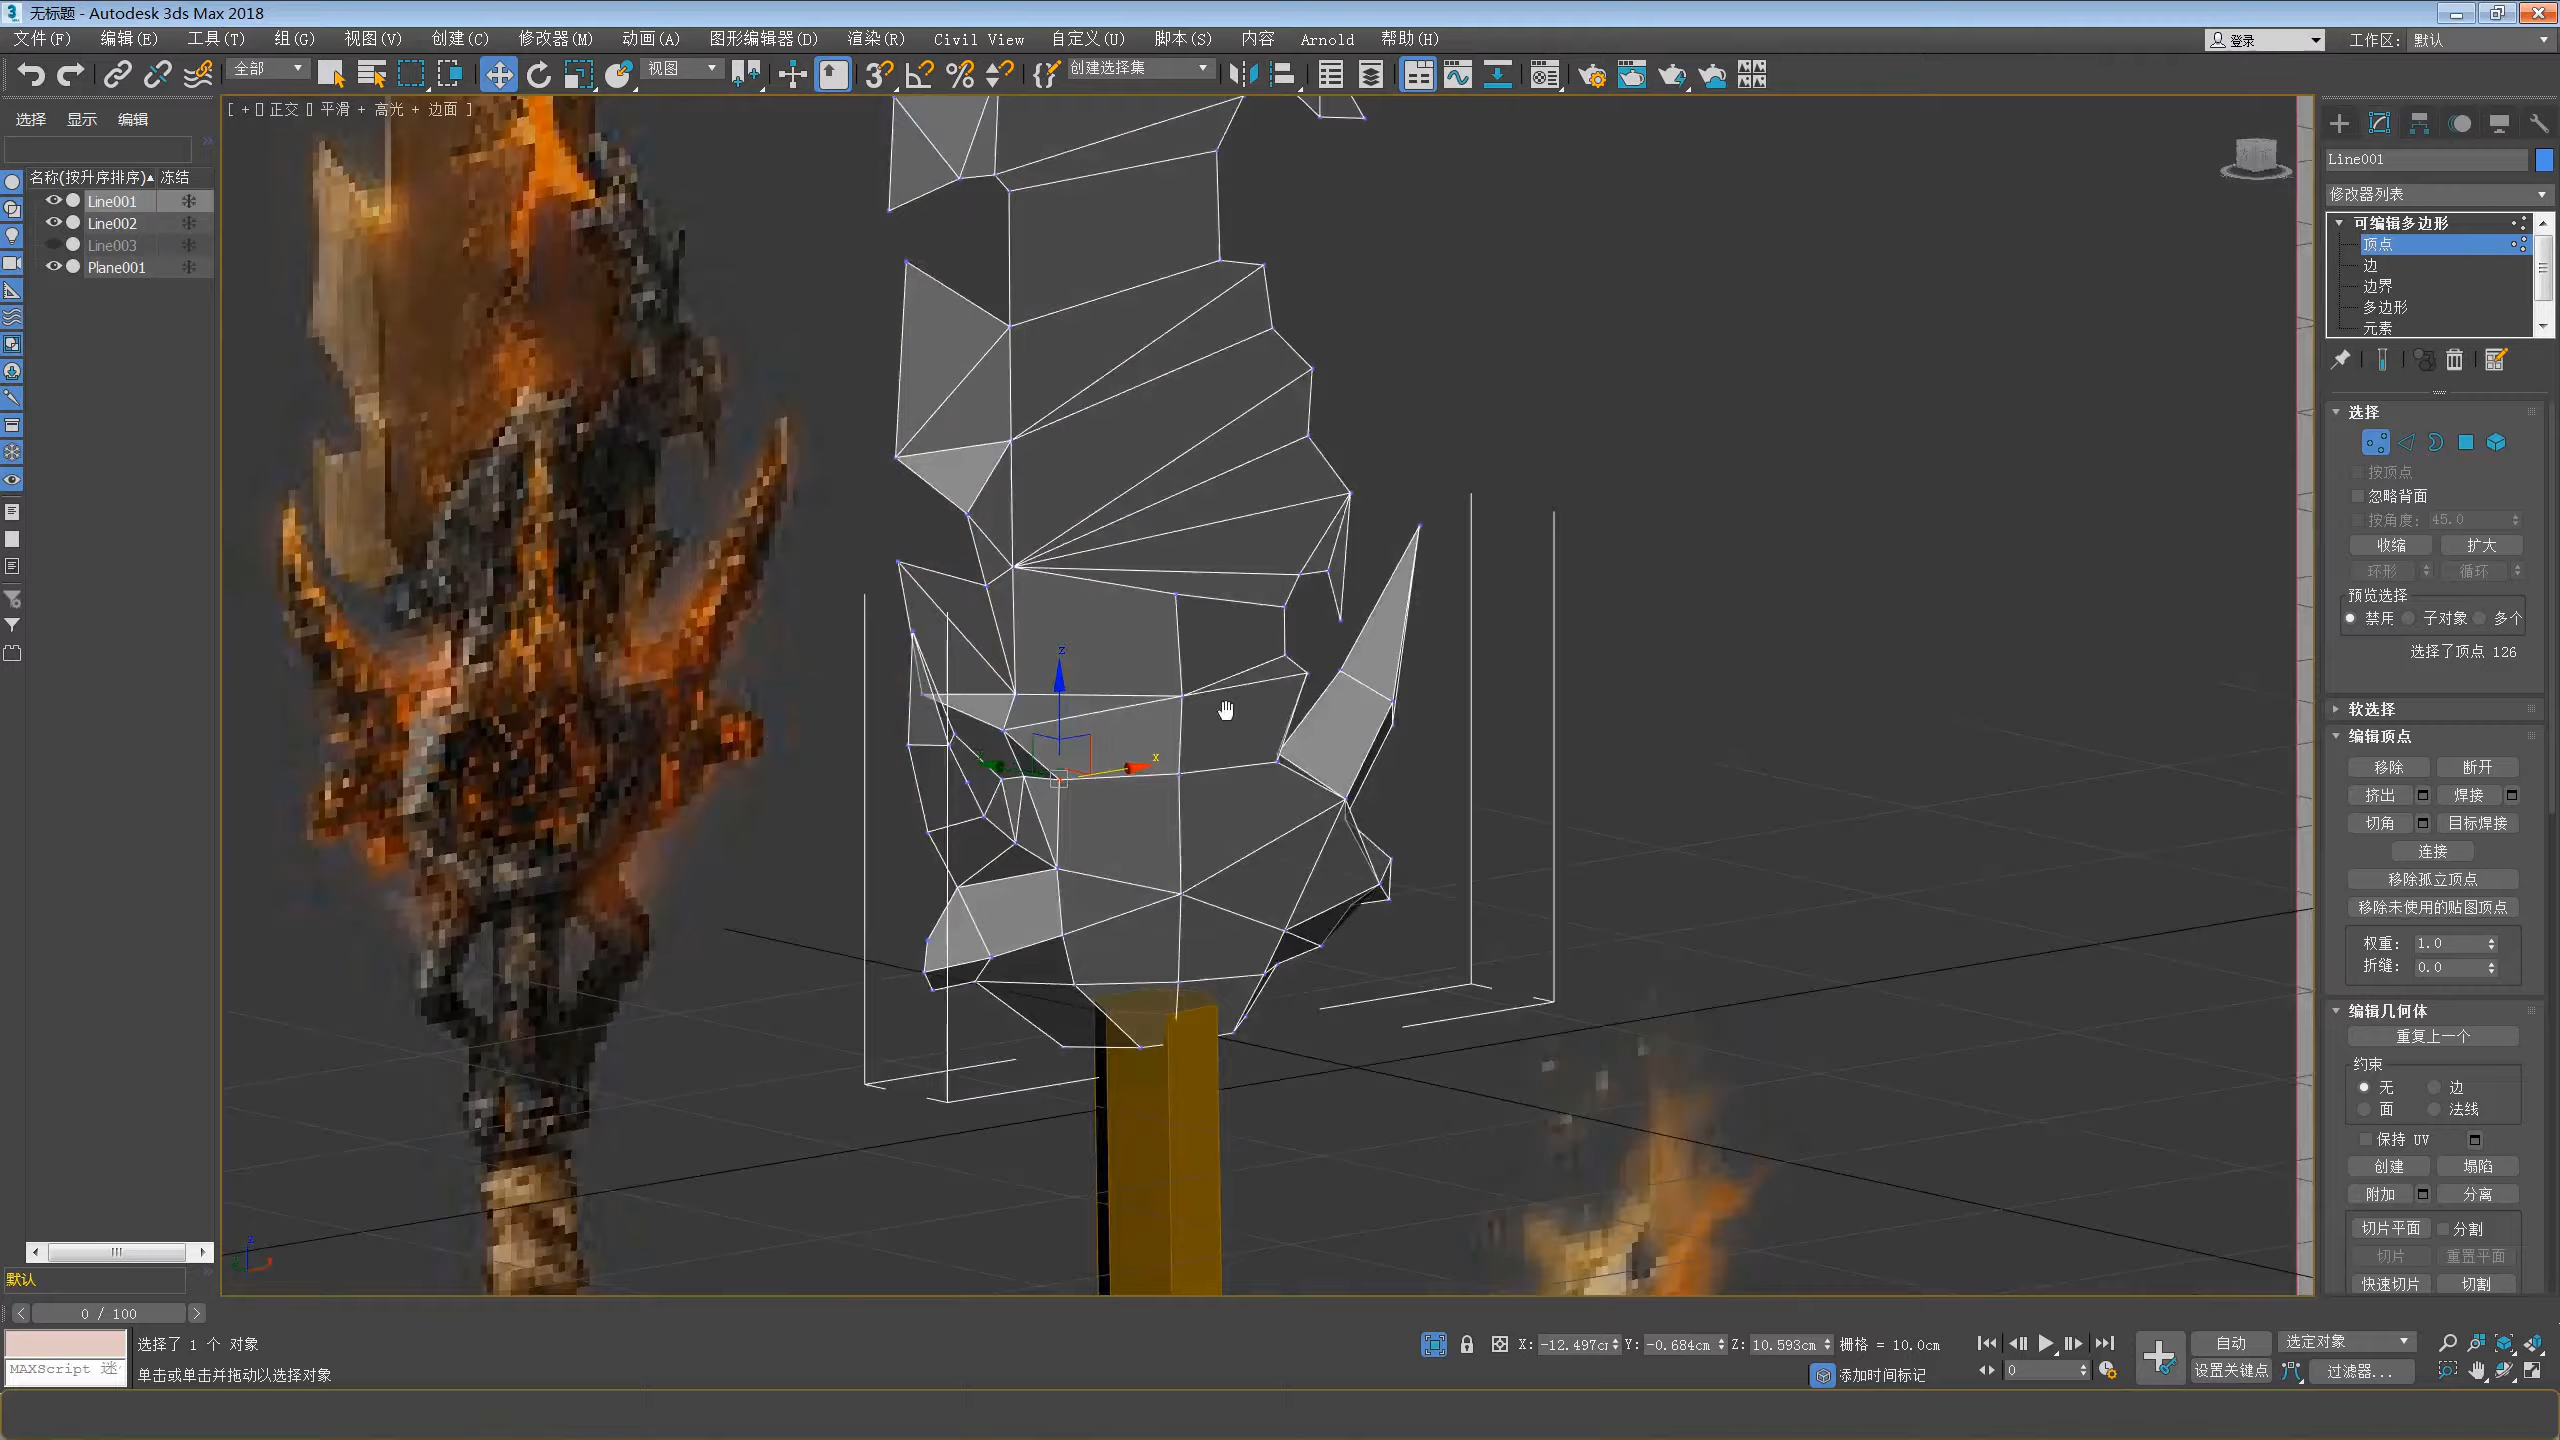 无标题 - Autodesk 3ds Max 2018
文件(F) 编辑(E) 工具(T) 组(G) 视图(V) 创建(C) 修改器(M) 动画(A) 图形编辑器(D) 渲染(R) Civil View 自定义(U) 脚本(S) 内容 Arnold 帮助(H)
登录 工作区: 默认
全部 视图 创建选择集
选择 显示 编辑
名称(按升序排序) 冻结
Line001
Line002
Line003
Plane001
正交 平滑 + 高光 + 边面 ]
z
x
z
Line001
修改器列表
可编辑多边形
顶点
边
边界
多边形
元素
选择
按顶点
忽略背面
按角度: 45.0
收缩 扩大
环形 循环
预览选择
禁用 子对象 多个
选择了顶点 126
软选择
编辑顶点
移除 断开
挤出 焊接
切角 目标焊接
连接
移除孤立顶点
移除未使用的贴图顶点
权重: 1.0
折缝: 0.0
编辑几何体
重复上一个
约束
无 边
面 法线
保持 UV
创建 塌陷
附加 分离
切片平面 分割
切片 重置平面
快速切片 切割
默认
0 / 100
选择了 1 个 对象
MAXScript 迷
单击或单击并拖动以选择对象
X: -12.497c Y: -0.684cm Z: 10.593cm 栅格 = 10.0cm
添加时间标记
0
自动 选定对象
设置关键点 过滤器...